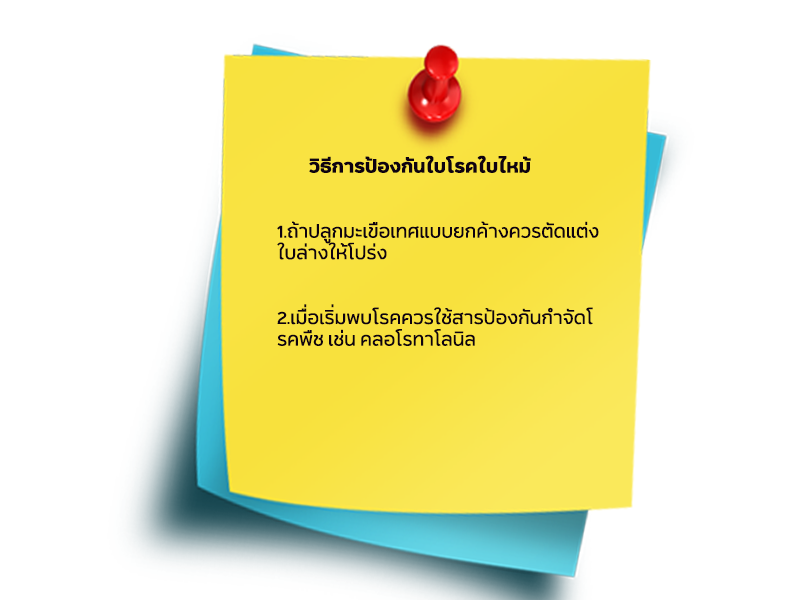 วิธีการป้องกันใบโรคใบไหม้
1.ถ้าปลูกมะเขือเทศแบบยกค้างควรตัดแต่ง
ใบล่างให้โปร่ง
2.เมื่อเริ่มพบโรคควรใช้สารป้องกันกำจัดโ
รคพืช เช่น คลอโรทาโลนิล